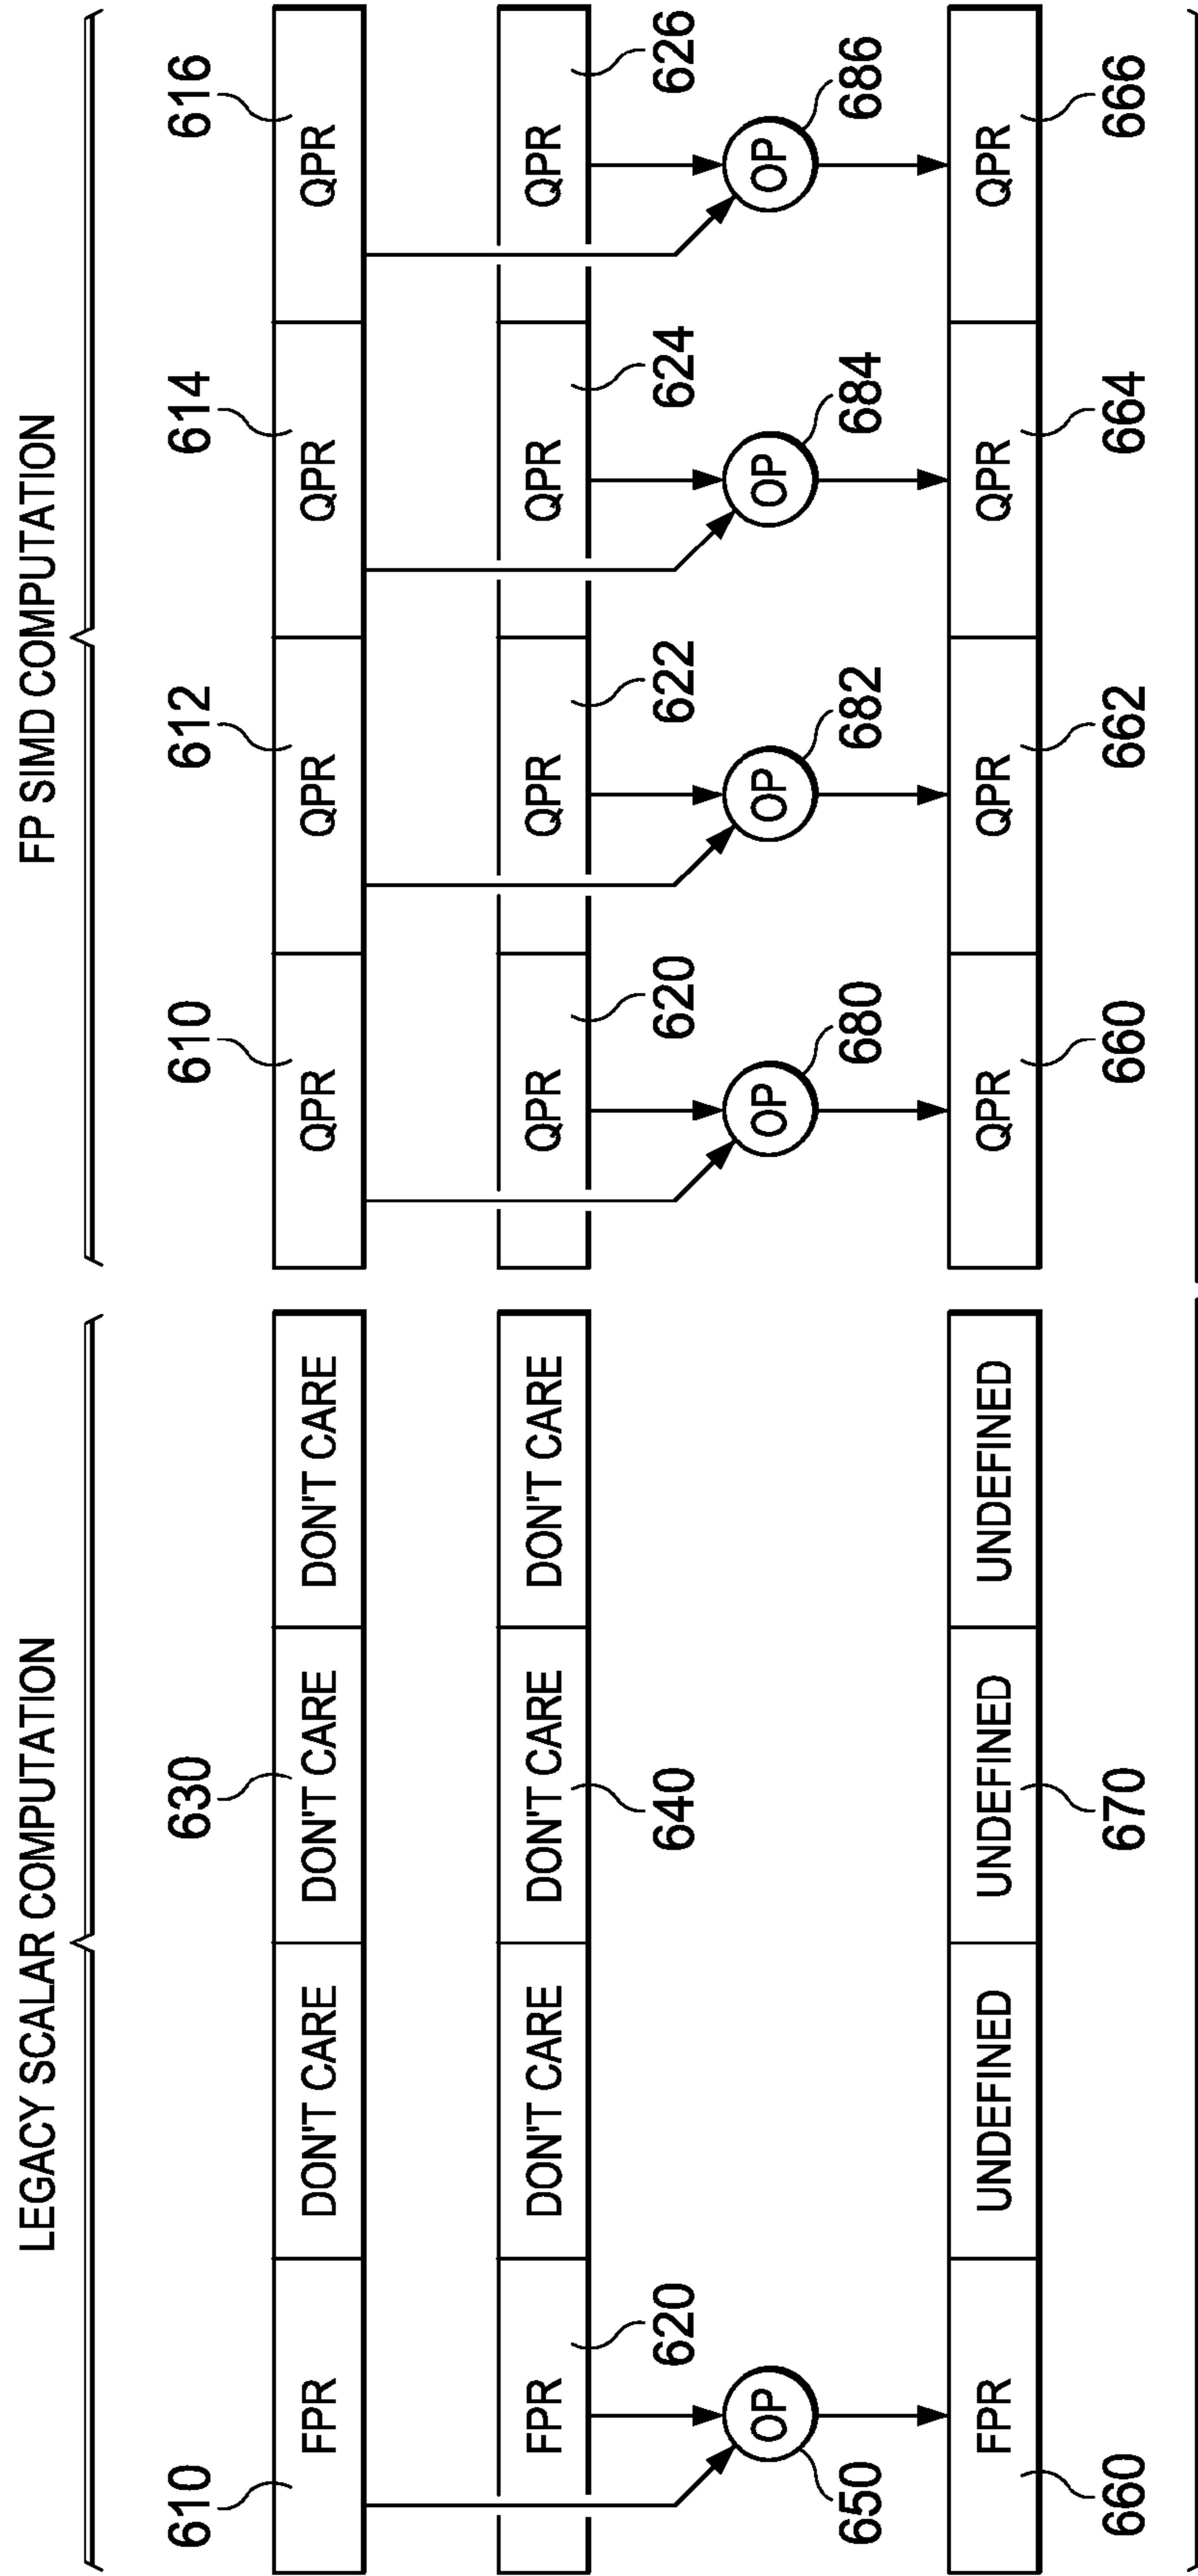 LEGACY SCALAR COMPUTATION
610 630
FPR DON'T CARE DON'T CARE DON'T CARE
FPR DON'T CARE DON'T CARE DON'T CARE
620 640
OP
650
FPR UNDEFINED UNDEFINED UNDEFINED
660 670
FP SIMD COMPUTATION
610 612 614 616
QPR QPR QPR QPR
QPR QPR QPR QPR
620 622 624 626
OP OP OP OP
680 682 684 686
QPR QPR QPR QPR
660 662 664 666